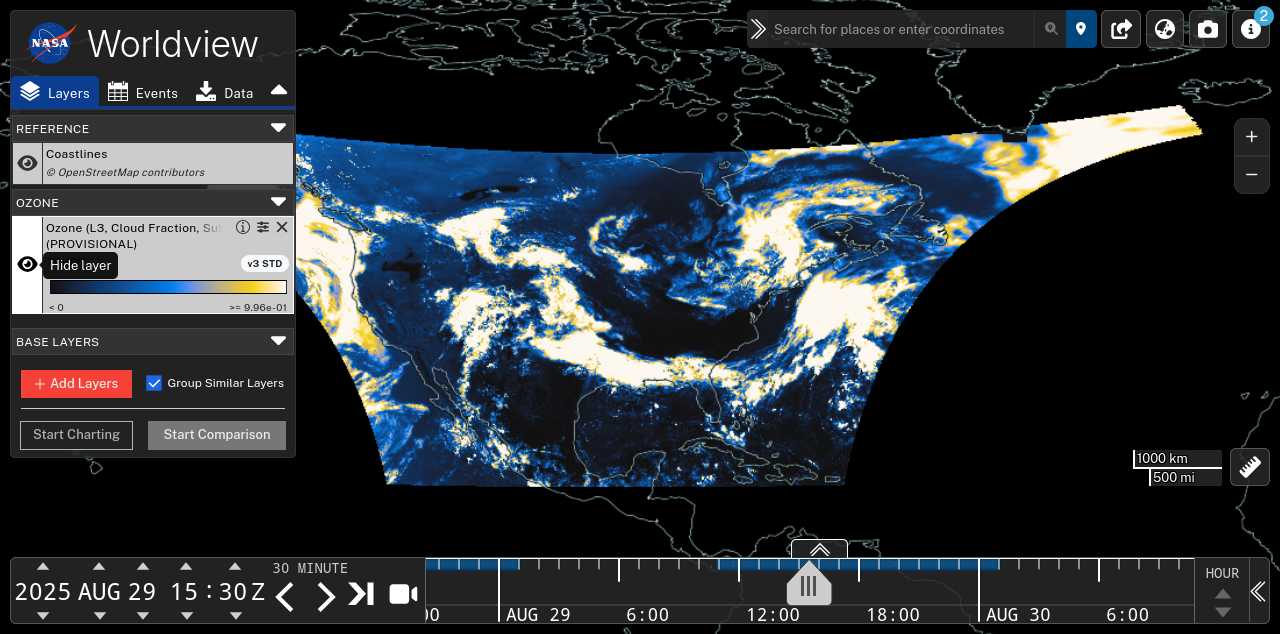 NASA
Worldview
Layers
Events
Data
REFERENCE
Coastlines
© OpenStreetMap contributors
OZONE
Ozone (L3, Cloud Fraction,
(PROVISIONAL)
Hide layer
v3 STD
< 0
>= 9.96e-01
BASE LAYERS
+ Add Layers
Group Similar Layers
Start Charting
Start Comparison
Search for places or enter coordinates
2
+
−
1000 km
500 mi
2025 AUG 29 15 : 30 Z
30 MINUTE
00
AUG 29
6:00
12:00
18:00
AUG 30
6:00
HOUR